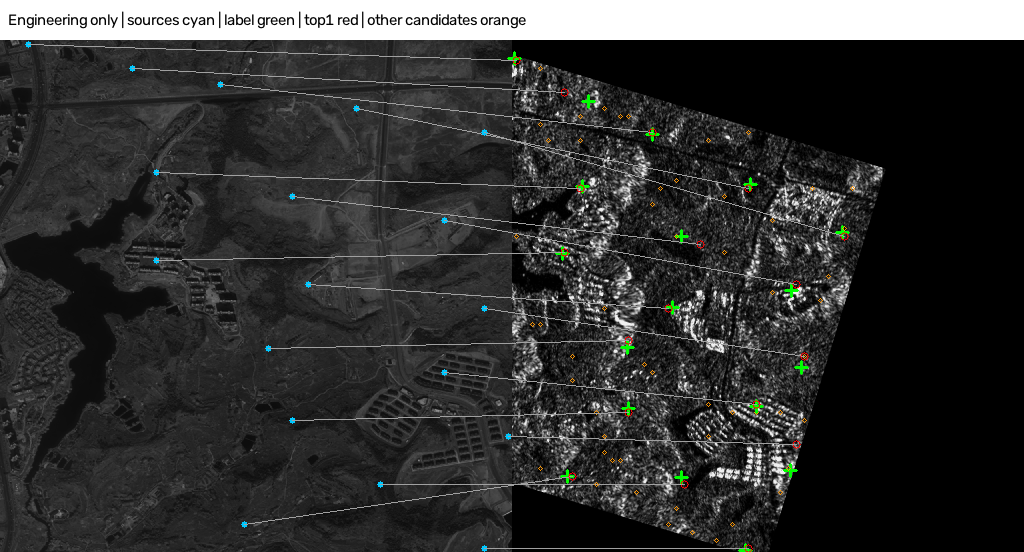 Engineering only | sources cyan | label green | top1 red | other candidates orange